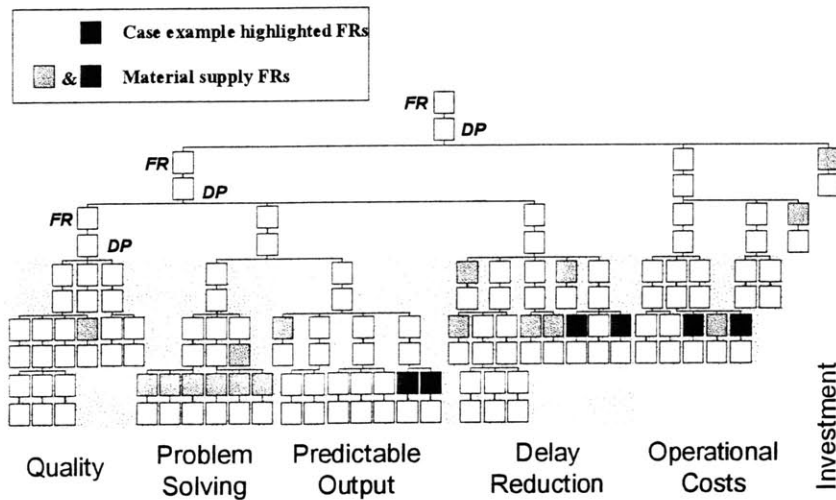 Case example highlighted FRs
& Material supply FRs
FR
DP
FR
DP
FR
DP
Quality
Problem Solving
Predictable Output
Delay Reduction
Operational Costs
Investment